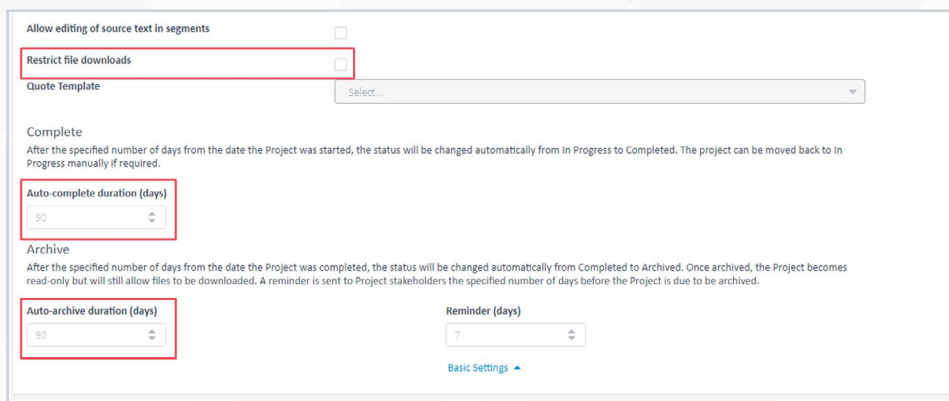 Allow editing of source text in segments
Restrict file downloads
Quote Template
Select...
Complete
After the specified number of days from the date the Project was started, the status will be changed automatically from In Progress to Completed. The project can be moved back to In
Progress manually if required.
Auto-complete duration (days)
90
Archive
After the specified number of days from the date the Project was completed, the status will be changed automatically from Completed to Archived. Once archived, the Project becomes
read-only but will still allow files to be downloaded. A reminder is sent to Project stakeholders the specified number of days before the Project is due to be archived.
Auto-archive duration (days) Reminder (days)
90 7
Basic Settings